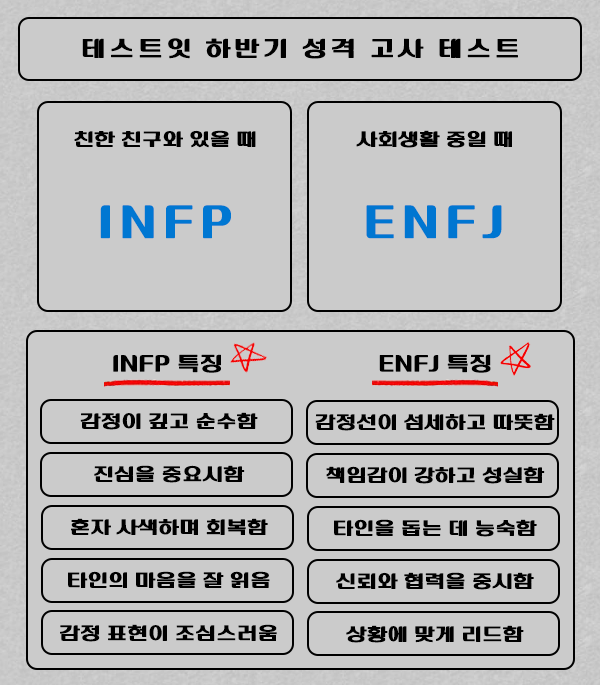 테스트잇 하반기 성격 고사 테스트
친한 친구와 있을 때
INFP
사회생활 중일 때
ENFJ
INFP 특징
감정이 깊고 순수함
진심을 중요시함
혼자 사색하며 회복함
타인의 마음을 잘 읽음
감정 표현이 조심스러움
ENFJ 특징
감정선이 섬세하고 따뜻함
책임감이 강하고 성실함
타인을 돕는 데 능숙함
신뢰와 협력을 중시함
상황에 맞게 리드함